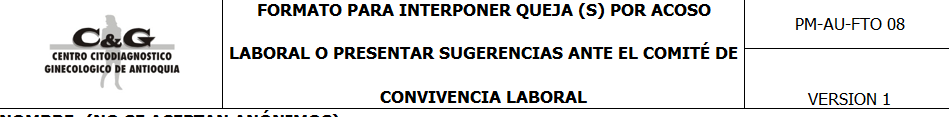 C&G
CENTRO CITODIAGNOSTICO
GINECOLOGICO DE ANTIOQUIA
FORMATO PARA INTERPONER QUEJA (S) POR ACOSO
LABORAL O PRESENTAR SUGERENCIAS ANTE EL COMITÉ DE
CONVIVENCIA LABORAL
PM-AU-FTO 08
VERSION 1
NOMBRE (NO SE ACEPTAN ANÓNIMOS)